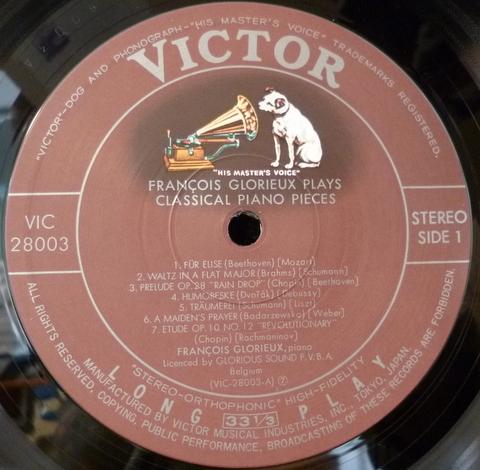 "VICTOR"-DOG AND PHONOGRAPH-"HIS MASTER'S VOICE" TRADEMARKS REGISTERED.
VICTOR
"HIS MASTER'S VOICE"
FRANÇOIS GLORIEUX PLAYS
CLASSICAL PIANO PIECES
VIC
28003
STEREO
SIDE 1
1. FÜR ELISE (Beethoven) [Mozart]
2. WALTZ IN A FLAT MAJOR (Brahms) [Schumann]
3. PRELUDE OP.38 "RAIN DROP" (Chopin) [Beethoven]
4. HUMORESKE (Dvořák) [Debussy]
5. TRÄUMEREI (Schumann) [Liszt]
6. A MAIDEN'S PRAYER (Badarzewska) [Weber]
7. ETUDE OP.10 NO.12 "REVOLUTIONARY"
(Chopin) [Rachmaninov]
FRANÇOIS GLORIEUX, piano
Licenced by GLORIOUS SOUND P.V.B.A.
Belgium
(VIC-28003-A) 7
"STEREO-ORTHOPHONIC" HIGH-FIDELITY
LONG 33 1/3 PLAY
MANUFACTURED BY VICTOR MUSICAL INDUSTRIES, INC., TOKYO, JAPAN.
ALL RIGHTS RESERVED, COPYING, PUBLIC PERFORMANCE, BROADCASTING OF THESE RECORDS ARE FORBIDDEN.